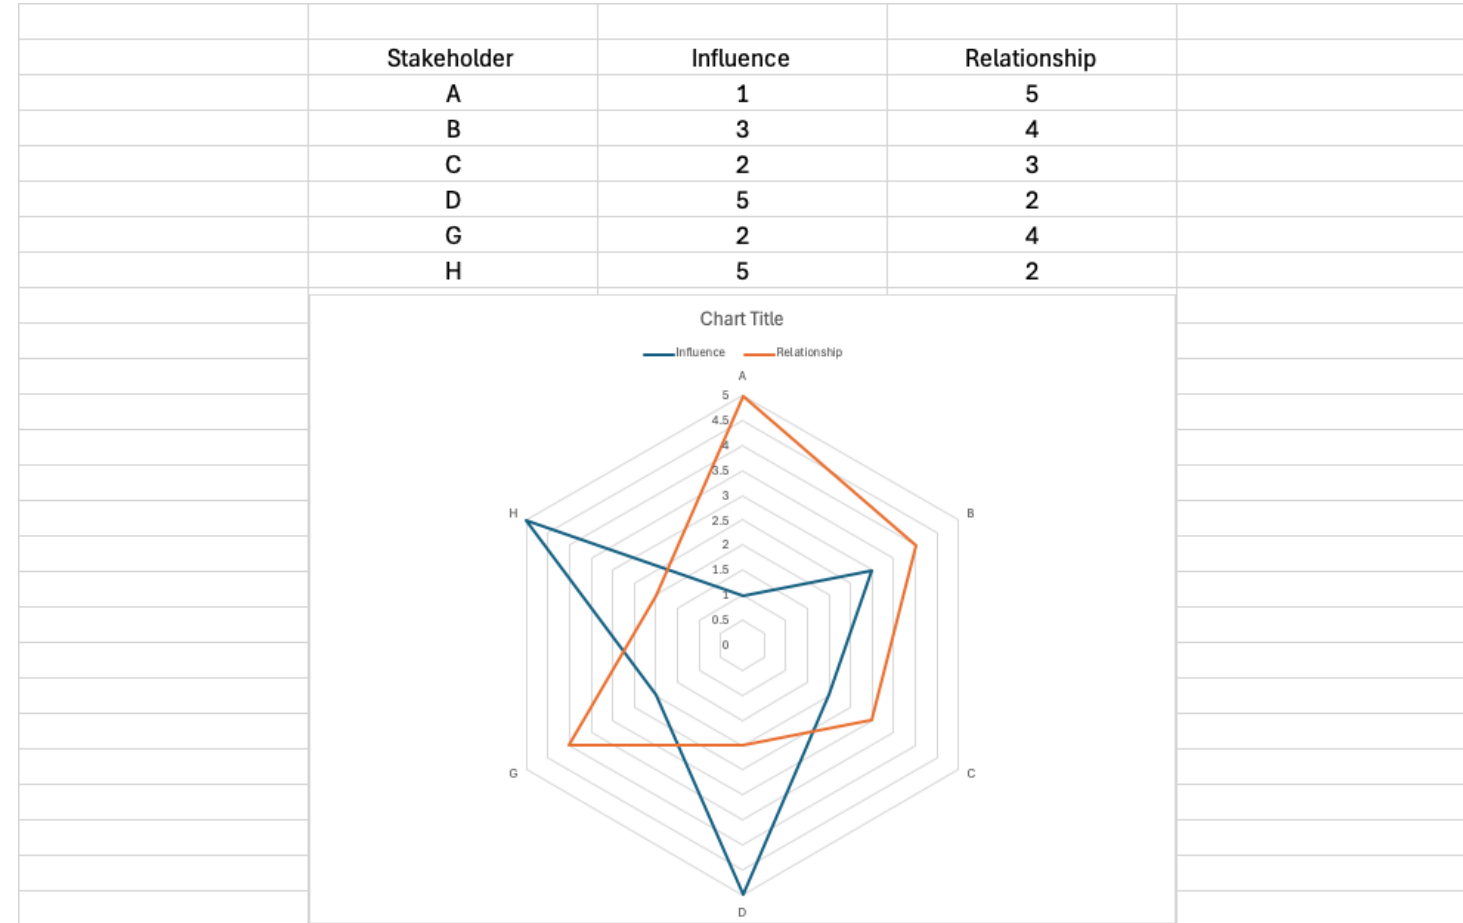 Stakeholder Influence Relationship
A 1 5
B 3 4
C 2 3
D 5 2
G 2 4
H 5 2
Chart Title
Influence Relationship
A
5
4.5
4
3.5
3
H 2.5 B
2
1.5
1
0.5
0
G C
D